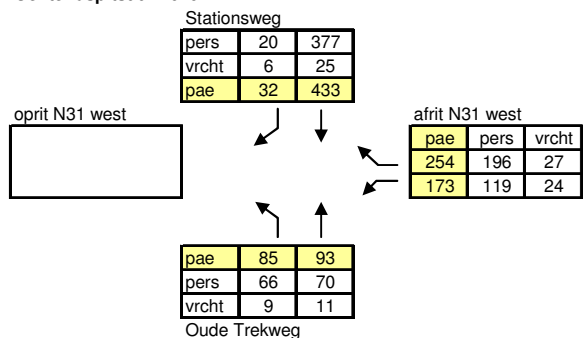 Stationsweg
pers 20 377
vrcht 6 25
pae 32 433
oprit N31 west
afrit N31 west
pae pers vrcht
254 196 27
173 119 24
pae 85 93
pers 66 70
vrcht 9 11
Oude Trekweg